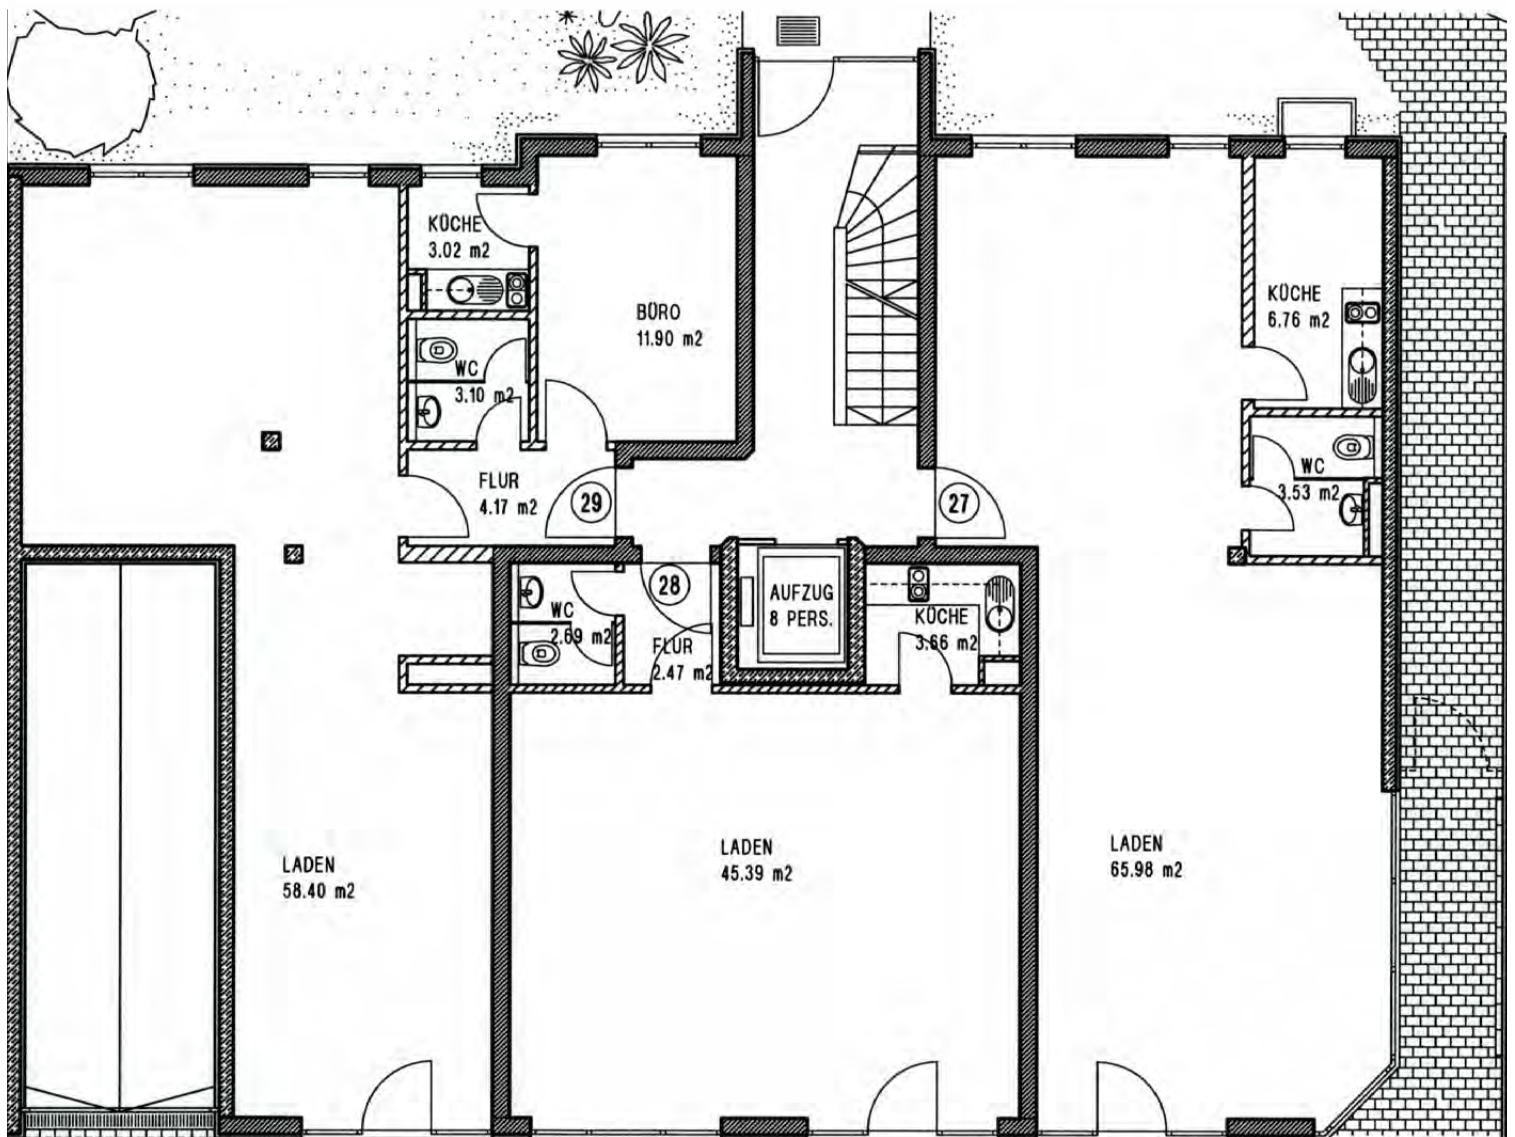 KÜCHE
3.02 m2
BÜRO
11.90 m2
KÜCHE
6.76 m2
WC
3.10 m2
FLUR
4.17 m2
29
27
WC
3.53 m2
28
WC
2.69 m2
FLUR
2.47 m2
AUFZUG
8 PERS.
KÜCHE
3.66 m2
LADEN
58.40 m2
LADEN
45.39 m2
LADEN
65.98 m2